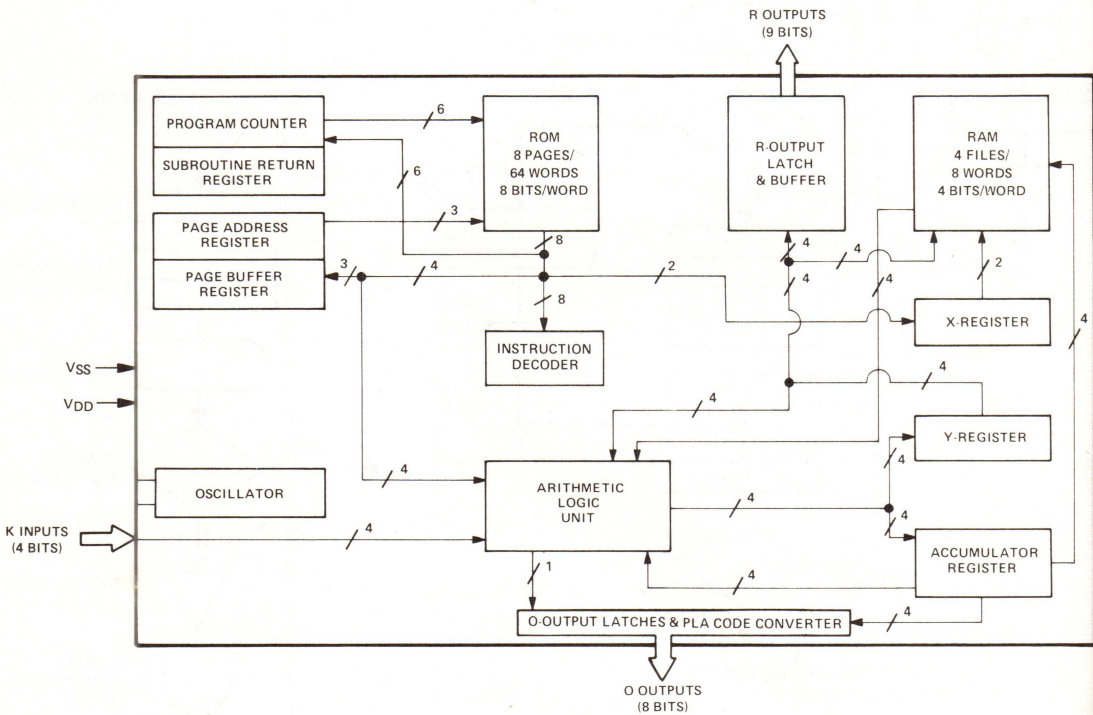 R OUTPUTS
(9 BITS)
PROGRAM COUNTER
SUBROUTINE RETURN
REGISTER
6
6
ROM
8 PAGES/
64 WORDS
8 BITS/WORD
R-OUTPUT
LATCH
& BUFFER
RAM
4 FILES/
8 WORDS
4 BITS/WORD
PAGE ADDRESS
REGISTER
PAGE BUFFER
REGISTER
3
3
4
8
8
2
4
4
4
4
2
4
INSTRUCTION
DECODER
X-REGISTER
VSS
VDD
4
4
Y-REGISTER
OSCILLATOR
4
ARITHMETIC
LOGIC
UNIT
4
4
4
K INPUTS
(4 BITS)
4
ACCUMULATOR
REGISTER
1
4
4
O-OUTPUT LATCHES & PLA CODE CONVERTER
O OUTPUTS
(8 BITS)